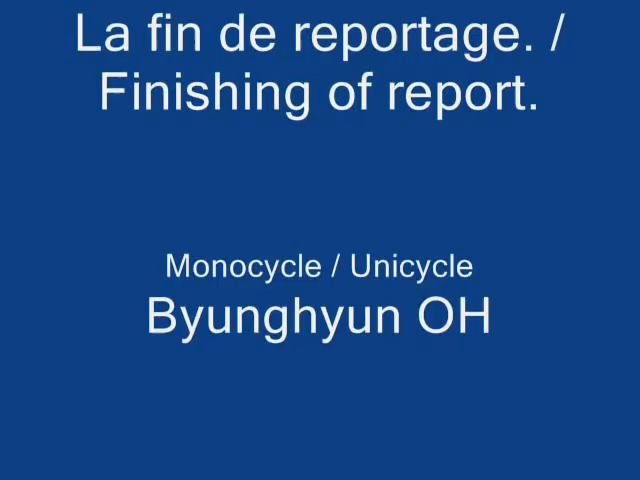 La fin de reportage. /
Finishing of report.
Monocycle / Unicycle
Byunghyun OH